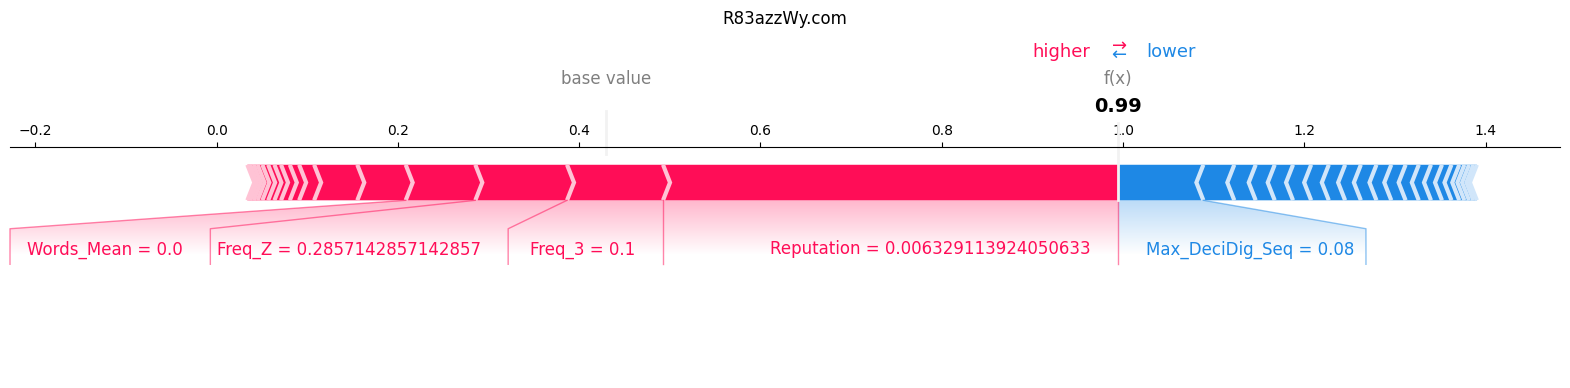 R83azzWy.com
higher ⇄ lower
base value f(x)
0.99
−0.2 0.0 0.2 0.4 0.6 0.8 1.0 1.2 1.4
Words_Mean = 0.0 Freq_Z = 0.2857142857142857 Freq_3 = 0.1 Reputation = 0.006329113924050633 Max_DeciDig_Seq = 0.08